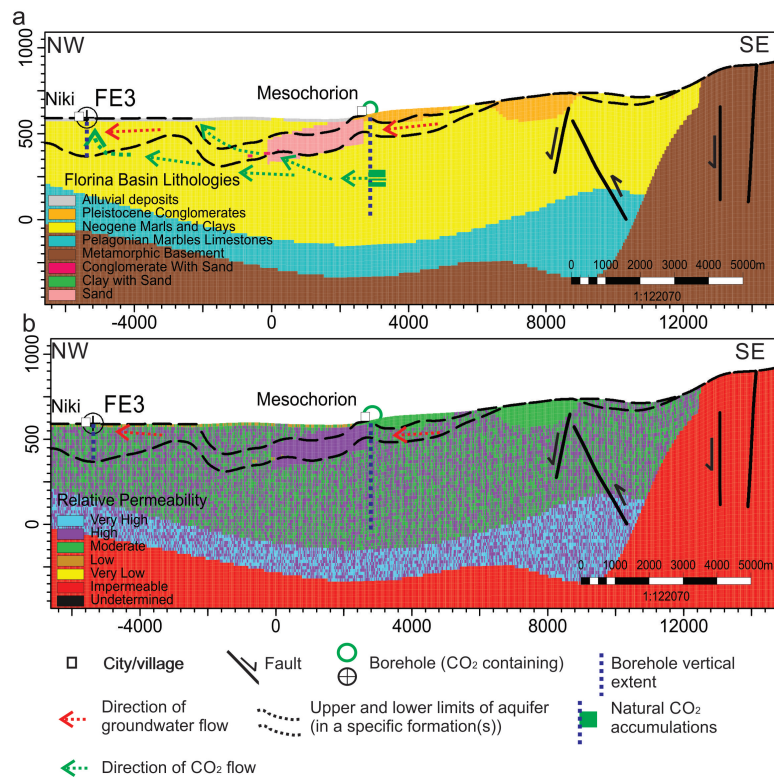 a
NW
SE
1000
500
0
Niki
FE3
Mesochorion
Florina Basin Lithologies
Alluvial deposits
Pleistocene Conglomerates
Neogene Marls and Clays
Pelagonian Marbles Limestones
Metamorphic Basement
Conglomerate With Sand
Clay with Sand
Sand
0 1000 2000 3000 4000 5000m
1:122070
-4000 0 4000 8000 12000
b
NW
SE
1000
500
0
Niki
FE3
Mesochorion
Relative Permeability
Very High
High
Moderate
Low
Very Low
Impermeable
Undetermined
0 1000 2000 3000 4000 5000m
1:122070
-4000 0 4000 8000 12000
City/village
Fault
Borehole (CO₂ containing)
Borehole vertical
extent
Direction of
groundwater flow
Upper and lower limits of aquifer
(in a specific formation(s))
Natural CO₂
accumulations
Direction of CO₂ flow